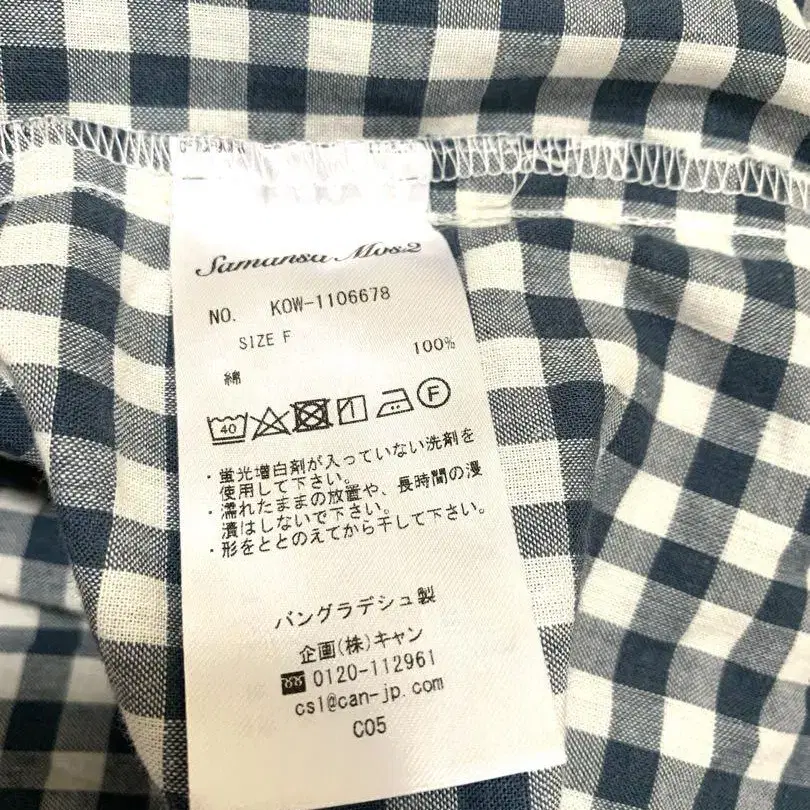 Samansa Mos2
NO. KOW-1106678
SIZE F
綿 100%
40 F
・蛍光増白剤が入っていない洗剤を
使用して下さい。
・濡れたままの放置や、長時間の浸
漬はしないで下さい。
・形をととのえてから干して下さい。
バングラデシュ製
企画(株)キャン
0120-112961
cs1@can-jp.com
C05